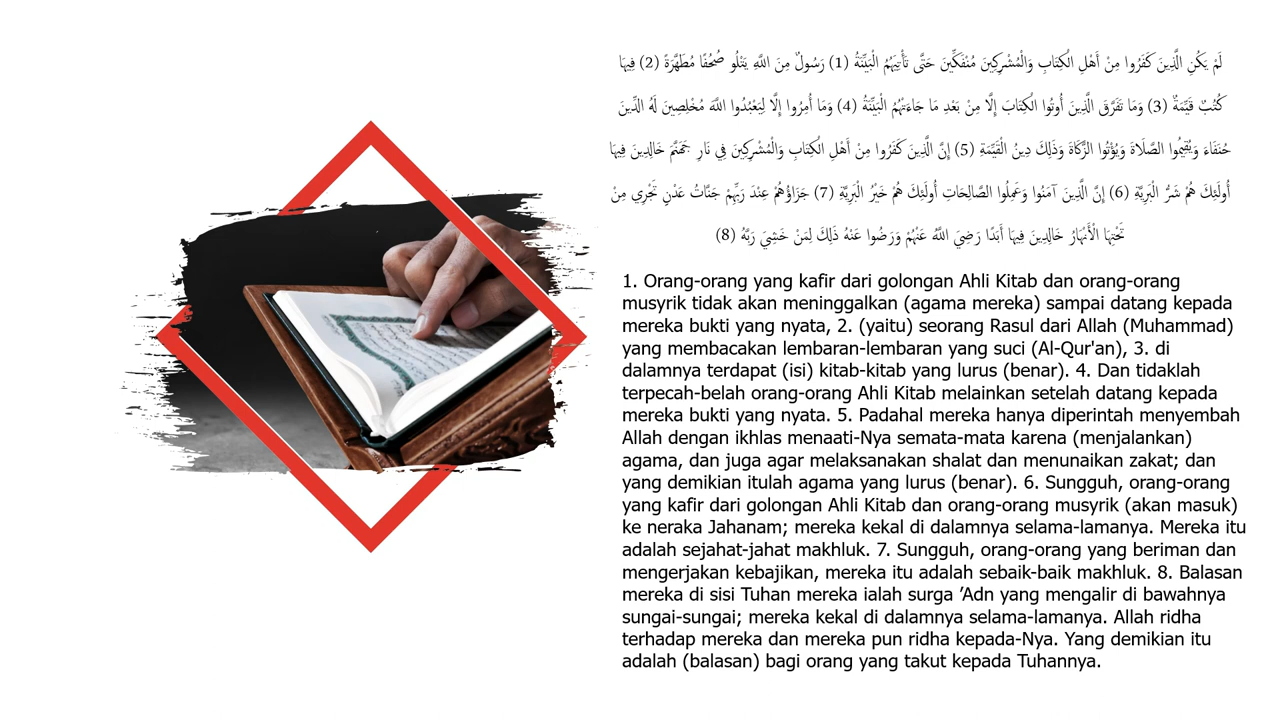 لَمْ يَكُنِ الَّذِينَ كَفَرُوا مِنْ أَهْلِ الْكِتَابِ وَالْمُشْرِكِينَ مُنْفَكِّينَ حَتَّى تَأْتِيَهُمُ الْبَيِّنَةُ (1) رَسُولٌ مِنَ اللَّهِ يَتْلُو صُحُفًا مُطَهَّرَةً (2) فِيهَا
كُتُبٌ قَيِّمَةٌ (3) وَمَا تَفَرَّقَ الَّذِينَ أُوتُوا الْكِتَابَ إِلَّا مِنْ بَعْدِ مَا جَاءَتْهُمُ الْبَيِّنَةُ (4) وَمَا أُمِرُوا إِلَّا لِيَعْبُدُوا اللَّهَ مُخْلِصِينَ لَهُ الدِّينَ
حُنَفَاءَ وَيُقِيمُوا الصَّلَاةَ وَيُؤْتُوا الزَّكَاةَ وَذَلِكَ دِينُ الْقَيِّمَةِ (5) إِنَّ الَّذِينَ كَفَرُوا مِنْ أَهْلِ الْكِتَابِ وَالْمُشْرِكِينَ فِي نَارِ جَهَنَّمَ خَالِدِينَ فِيهَا
أُولَئِكَ هُمْ شَرُّ الْبَرِيَّةِ (6) إِنَّ الَّذِينَ آمَنُوا وَعَمِلُوا الصَّالِحَاتِ أُولَئِكَ هُمْ خَيْرُ الْبَرِيَّةِ (7) جَزَاؤُهُمْ عِنْدَ رَبِّهِمْ جَنَّاتُ عَدْنٍ تَجْرِي مِنْ
تَحْتِهَا الْأَنْهَارُ خَالِدِينَ فِيهَا أَبَدًا رَضِيَ اللَّهُ عَنْهُمْ وَرَضُوا عَنْهُ ذَلِكَ لِمَنْ خَشِيَ رَبَّهُ (8)
1. Orang-orang yang kafir dari golongan Ahli Kitab dan orang-orang
musyrik tidak akan meninggalkan (agama mereka) sampai datang kepada
mereka bukti yang nyata, 2. (yaitu) seorang Rasul dari Allah (Muhammad)
yang membacakan lembaran-lembaran yang suci (Al-Qur'an), 3. di
dalamnya terdapat (isi) kitab-kitab yang lurus (benar). 4. Dan tidaklah
terpecah-belah orang-orang Ahli Kitab melainkan setelah datang kepada
mereka bukti yang nyata. 5. Padahal mereka hanya diperintah menyembah
Allah dengan ikhlas menaati-Nya semata-mata karena (menjalankan)
agama, dan juga agar melaksanakan shalat dan menunaikan zakat; dan
yang demikian itulah agama yang lurus (benar). 6. Sungguh, orang-orang
yang kafir dari golongan Ahli Kitab dan orang-orang musyrik (akan masuk)
ke neraka Jahanam; mereka kekal di dalamnya selama-lamanya. Mereka itu
adalah sejahat-jahat makhluk. 7. Sungguh, orang-orang yang beriman dan
mengerjakan kebajikan, mereka itu adalah sebaik-baik makhluk. 8. Balasan
mereka di sisi Tuhan mereka ialah surga ’Adn yang mengalir di bawahnya
sungai-sungai; mereka kekal di dalamnya selama-lamanya. Allah ridha
terhadap mereka dan mereka pun ridha kepada-Nya. Yang demikian itu
adalah (balasan) bagi orang yang takut kepada Tuhannya.